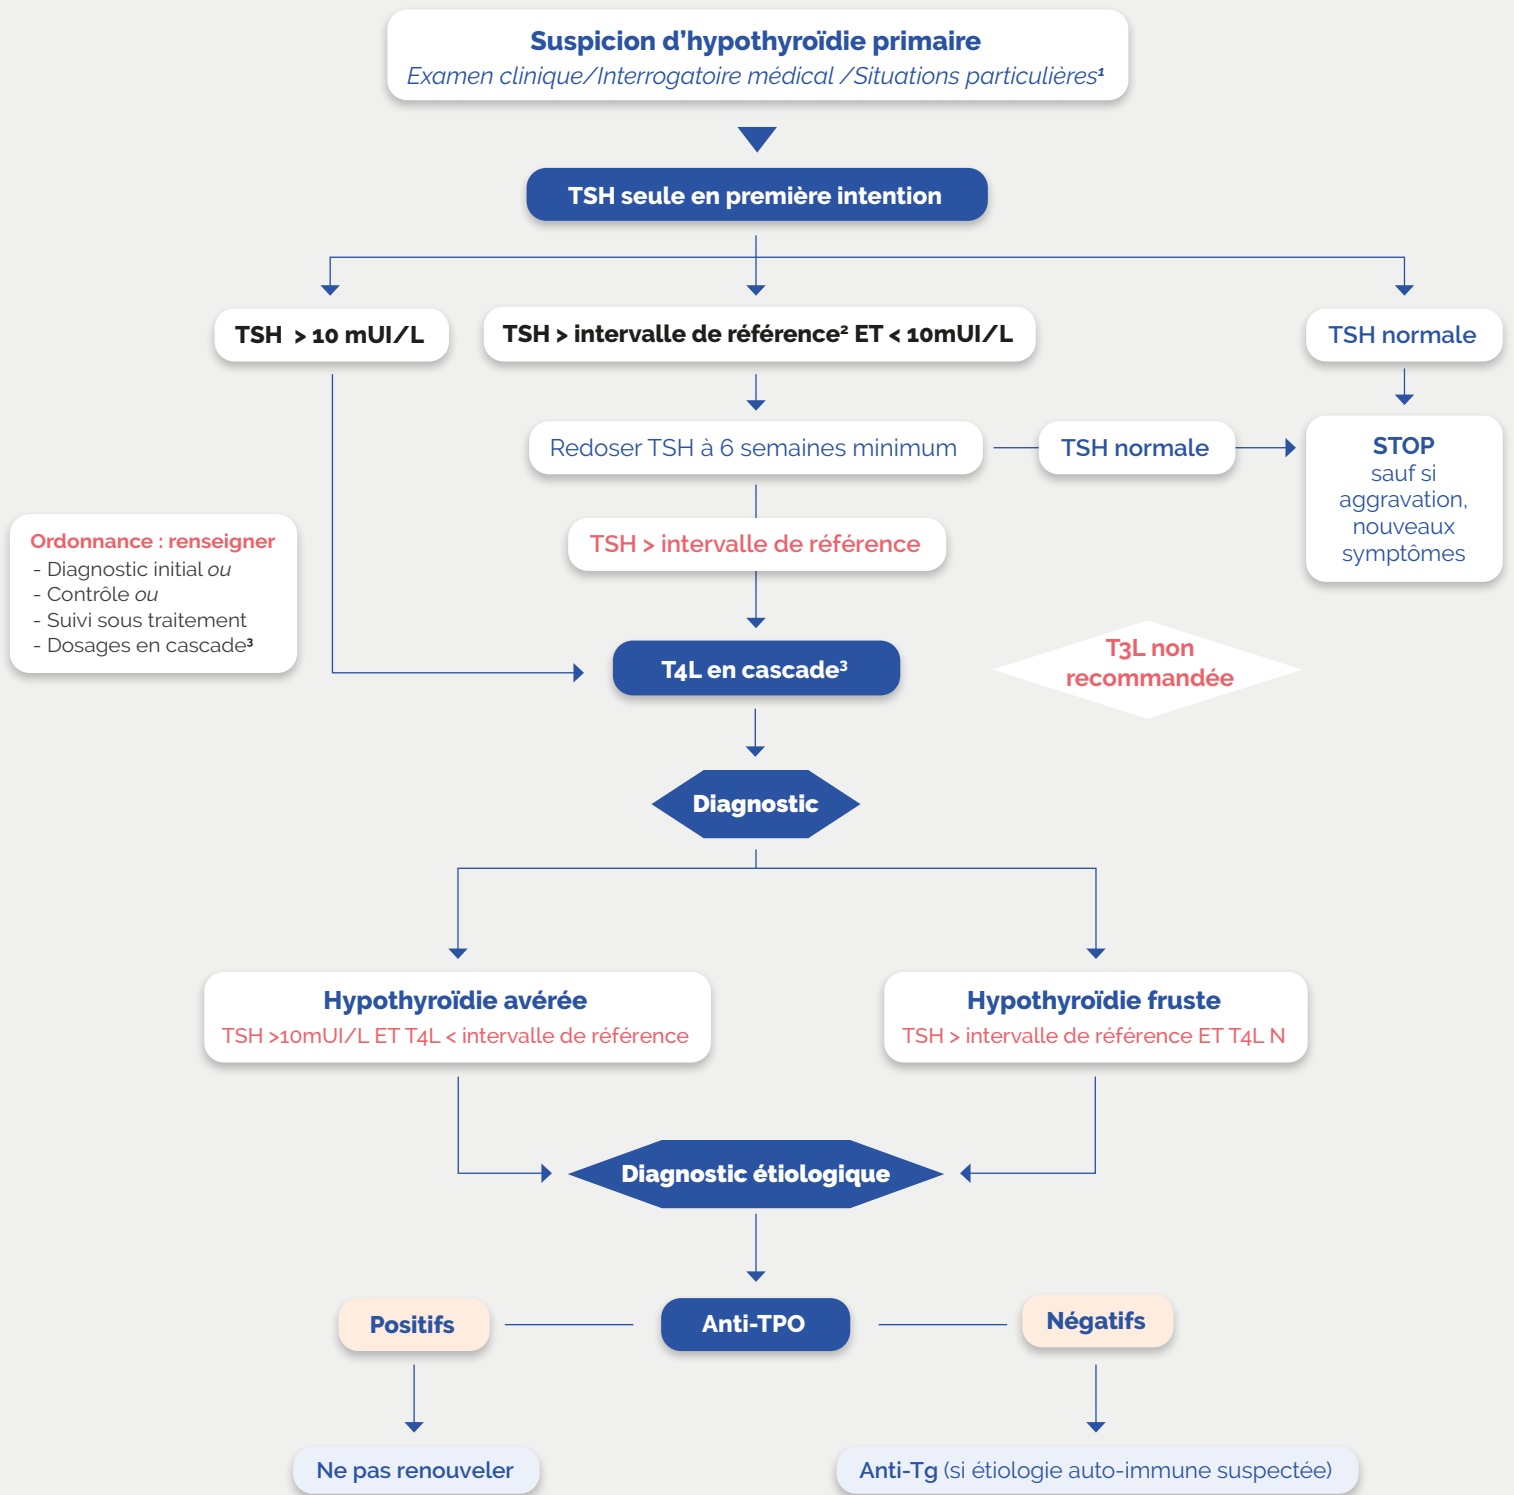 Suspicion d'hypothyroïdie primaire
Examen clinique/Interrogatoire médical /Situations particulières¹
TSH seule en première intention
TSH > 10 mUI/L
TSH > intervalle de référence² ET < 10mUI/L
TSH normale
Redoser TSH à 6 semaines minimum
TSH normale
STOP
sauf si
aggravation,
nouveaux
symptômes
TSH > intervalle de référence
Ordonnance : renseigner
- Diagnostic initial ou
- Contrôle ou
- Suivi sous traitement
- Dosages en cascade³
T4L en cascade³
T3L non
recommandée
Diagnostic
Hypothyroïdie avérée
TSH >10mUI/L ET T4L < intervalle de référence
Hypothyroïdie fruste
TSH > intervalle de référence ET T4L N
Diagnostic étiologique
Positifs
Anti-TPO
Négatifs
Ne pas renouveler
Anti-Tg (si étiologie auto-immune suspectée)